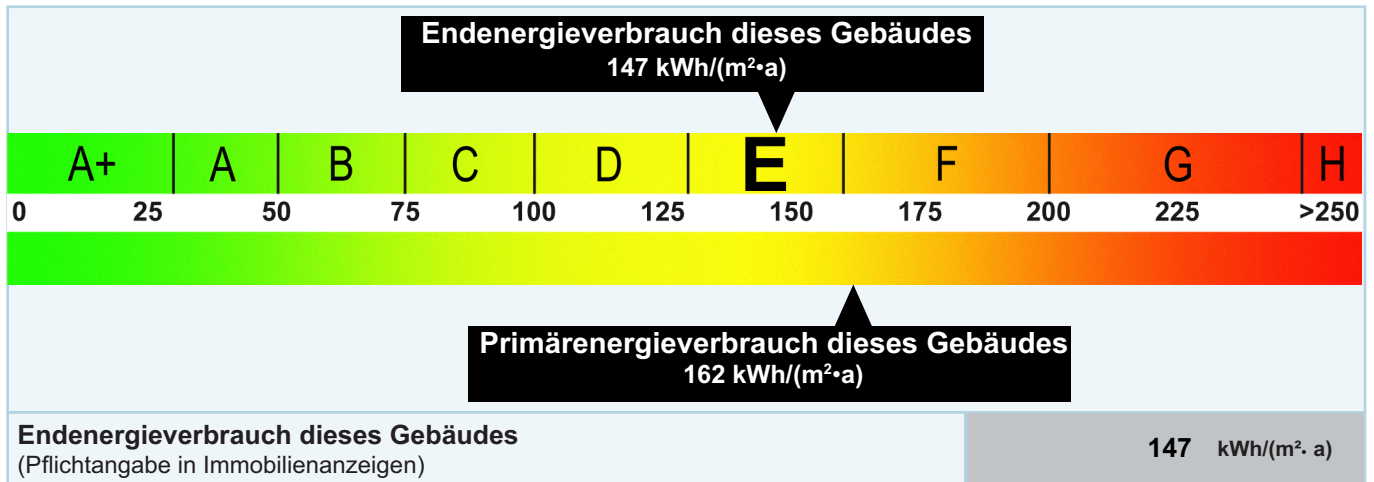 Endenergieverbrauch dieses Gebäudes
147 kWh/(m²•a)
A+ A B C D E F G H
0 25 50 75 100 125 150 175 200 225 >250
Primärenergieverbrauch dieses Gebäudes
162 kWh/(m²•a)
Endenergieverbrauch dieses Gebäudes
(Pflichtangabe in Immobilienanzeigen)
147 kWh/(m²· a)